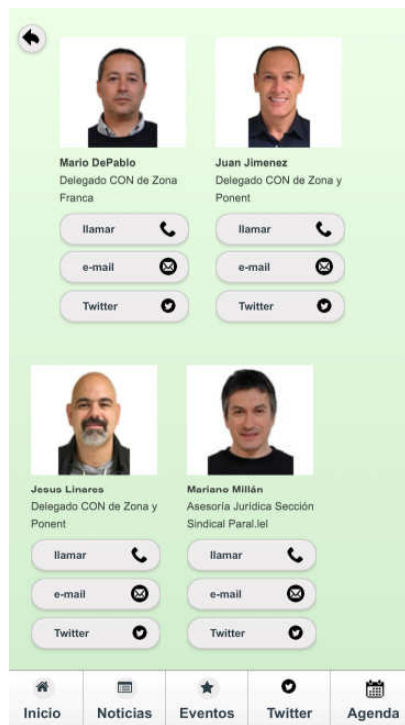 Mario DePablo
Delegado CON de Zona
Franca
llamar
e-mail
Twitter
Juan Jimenez
Delegado CON de Zona y
Ponent
llamar
e-mail
Twitter
Jesus Linares
Delegado CON de Zona y
Ponent
llamar
e-mail
Twitter
Mariano Millán
Asesoría Jurídica Sección
Sindical Paral.lel
llamar
e-mail
Twitter
Inicio
Noticias
Eventos
Twitter
Agenda